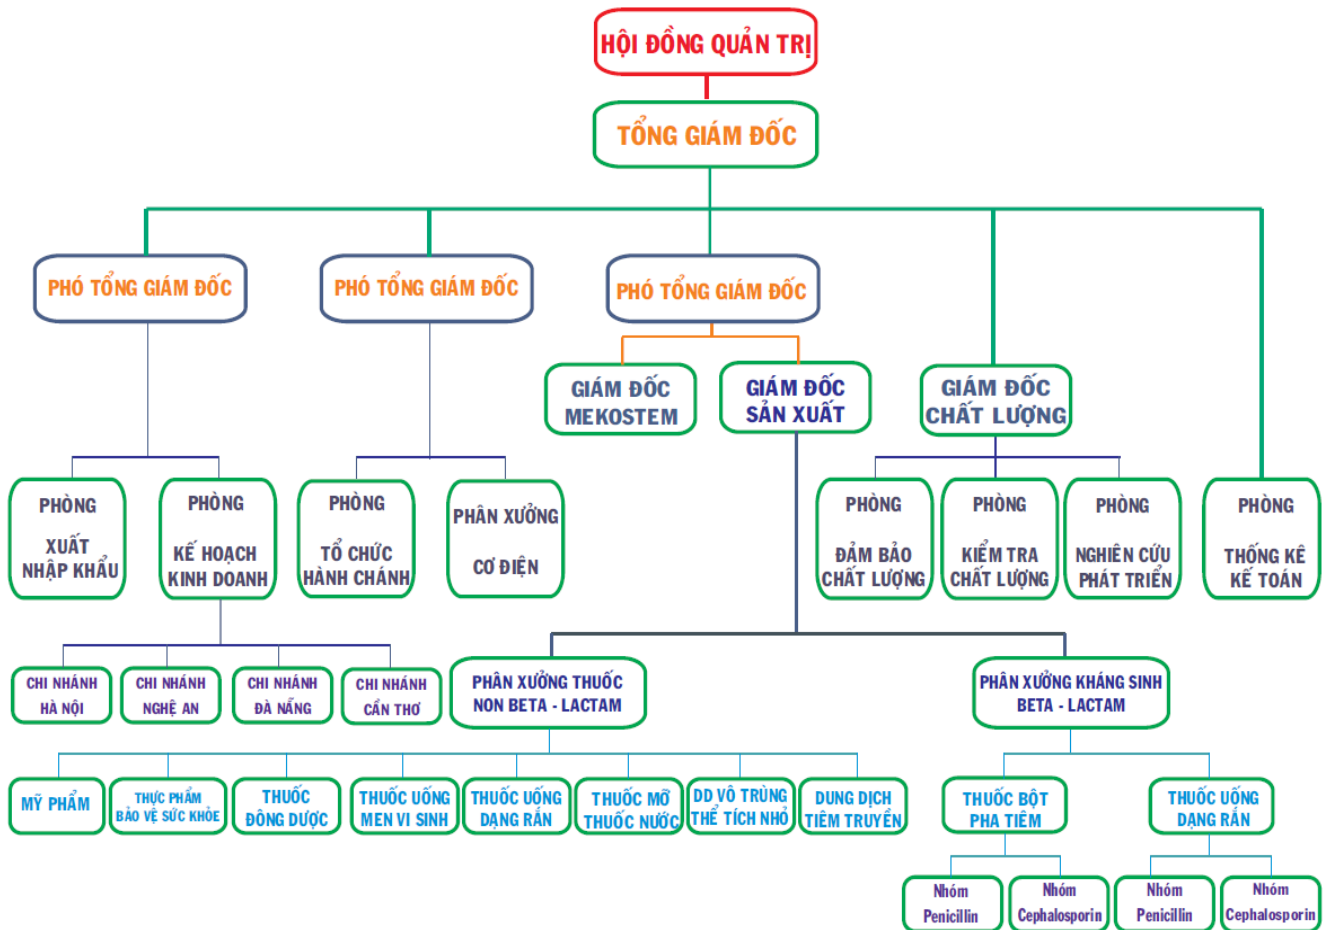 HỘI ĐỒNG QUẢN TRỊ
TỔNG GIÁM ĐỐC
PHÓ TỔNG GIÁM ĐỐC
PHÓ TỔNG GIÁM ĐỐC
PHÓ TỔNG GIÁM ĐỐC
GIÁM ĐỐC
MEKOSTEM
GIÁM ĐỐC
SẢN XUẤT
GIÁM ĐỐC
CHẤT LƯỢNG
PHÒNG
XUẤT
NHẬP KHẨU
PHÒNG
KẾ HOẠCH
KINH DOANH
PHÒNG
TỔ CHỨC
HÀNH CHÁNH
PHÂN XƯỞNG
CƠ ĐIỆN
PHÒNG
ĐẢM BẢO
CHẤT LƯỢNG
PHÒNG
KIỂM TRA
CHẤT LƯỢNG
PHÒNG
NGHIÊN CỨU
PHÁT TRIỂN
PHÒNG
THỐNG KÊ
KẾ TOÁN
CHI NHÁNH
HÀ NỘI
CHI NHÁNH
NGHỆ AN
CHI NHÁNH
ĐÀ NẴNG
CHI NHÁNH
CẦN THƠ
PHÂN XƯỞNG THUỐC
NON BETA - LACTAM
PHÂN XƯỞNG KHÁNG SINH
BETA - LACTAM
MỸ PHẨM
THỰC PHẨM
BẢO VỆ SỨC KHỎE
THUỐC
ĐÔNG DƯỢC
THUỐC UỐNG
MEN VI SINH
THUỐC UỐNG
DẠNG RẮN
THUỐC MỠ
THUỐC NƯỚC
DD VÔ TRÙNG
THỂ TÍCH NHỎ
DUNG DỊCH
TIÊM TRUYỀN
THUỐC BỘT
PHA TIÊM
THUỐC UỐNG
DẠNG RẮN
Nhóm
Penicillin
Nhóm
Cephalosporin
Nhóm
Penicillin
Nhóm
Cephalosporin